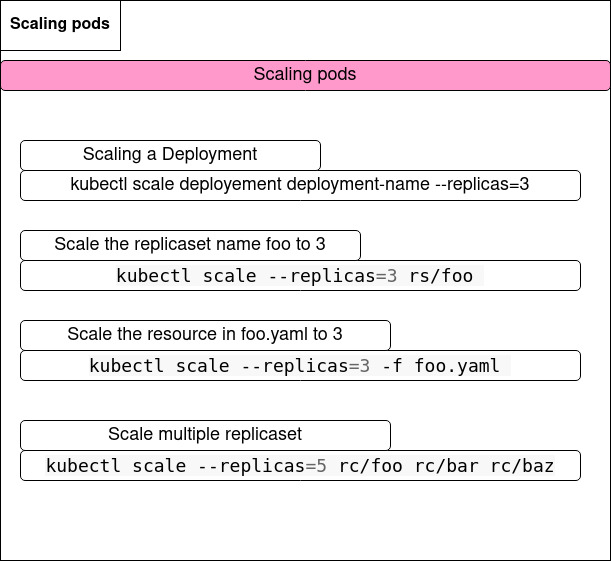 Scaling pods
Scaling pods
Scaling a Deployment
kubectl scale deployement deployment-name --replicas=3
Scale the replicaset name foo to 3
kubectl scale --replicas=3 rs/foo
Scale the resource in foo.yaml to 3
kubectl scale --replicas=3 -f foo.yaml
Scale multiple replicaset
kubectl scale --replicas=5 rc/foo rc/bar rc/baz